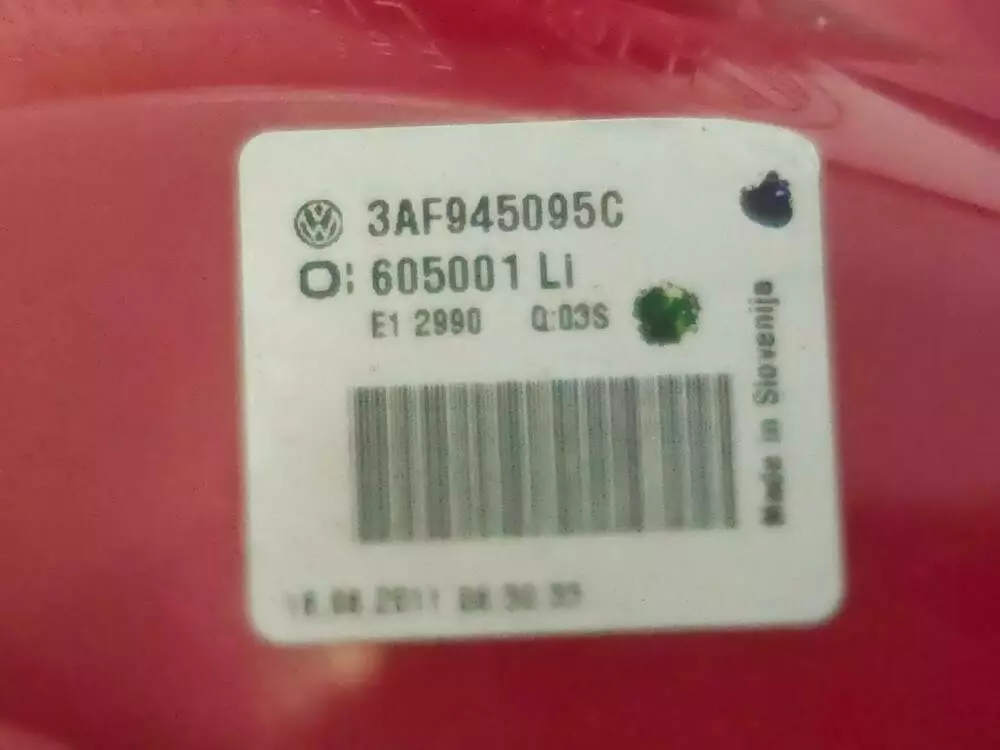 3AF945095C
O: 605001 Li
E1 2990 Q:03S
Made in Slovenija